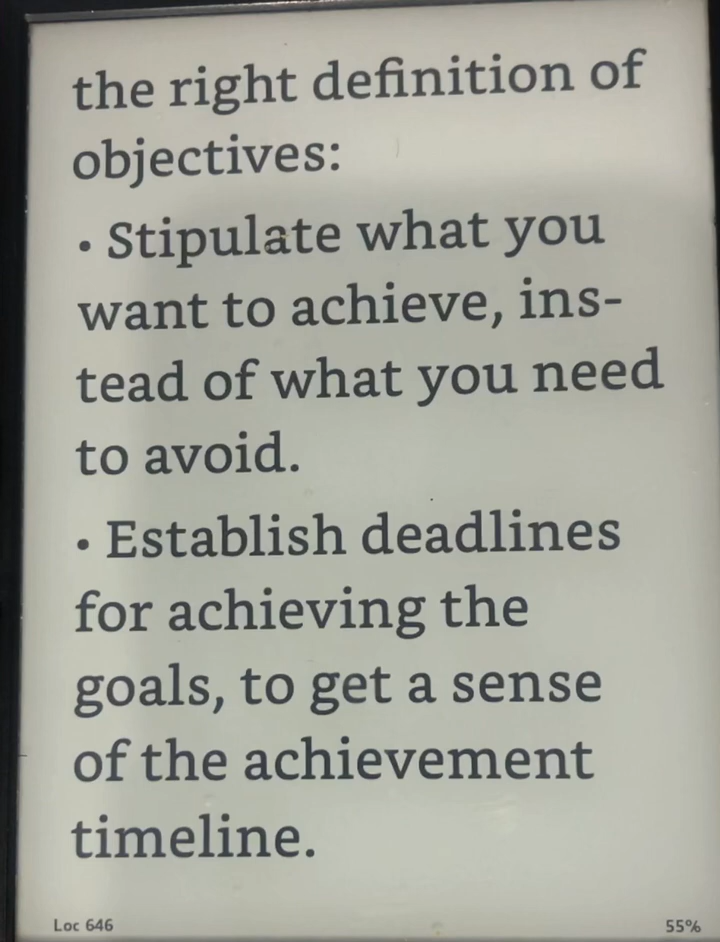 the right definition of
objectives:
• Stipulate what you
want to achieve, ins-
tead of what you need
to avoid.
• Establish deadlines
for achieving the
goals, to get a sense
of the achievement
timeline.
Loc 646
55%